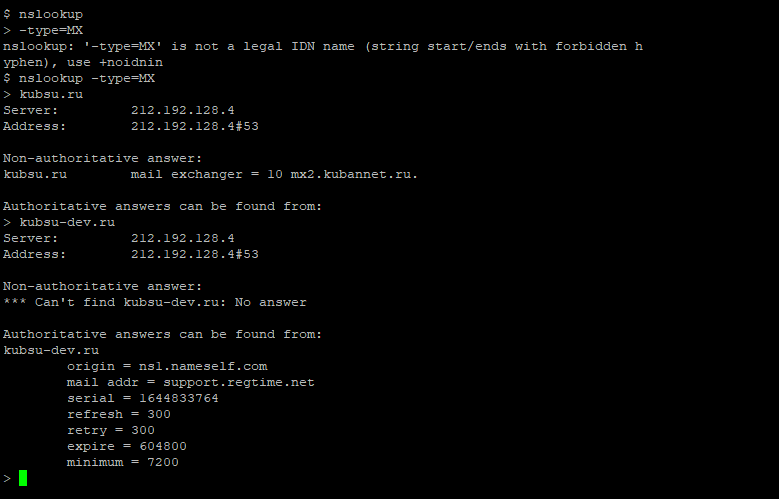 $ nslookup
> -type=MX
nslookup: '-type=MX' is not a legal IDN name (string start/ends with forbidden h
yphen), use +noidnin
$ nslookup -type=MX
> kubsu.ru
Server:         212.192.128.4
Address:        212.192.128.4#53

Non-authoritative answer:
kubsu.ru        mail exchanger = 10 mx2.kubannet.ru.

Authoritative answers can be found from:
> kubsu-dev.ru
Server:         212.192.128.4
Address:        212.192.128.4#53

Non-authoritative answer:
*** Can't find kubsu-dev.ru: No answer

Authoritative answers can be found from:
kubsu-dev.ru
        origin = ns1.nameself.com
        mail addr = support.regtime.net
        serial = 1644833764
        refresh = 300
        retry = 300
        expire = 604800
        minimum = 7200
>